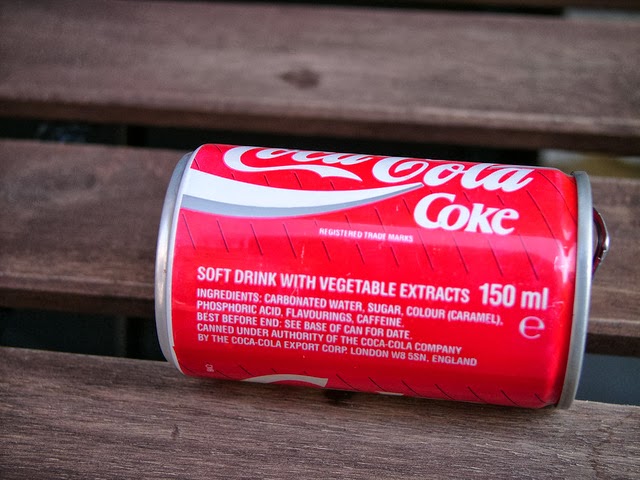 Coca-Cola
Coke
REGISTERED TRADE MARKS
SOFT DRINK WITH VEGETABLE EXTRACTS 150 ml
INGREDIENTS: CARBONATED WATER, SUGAR, COLOUR (CARAMEL), e
PHOSPHORIC ACID, FLAVOURINGS, CAFFEINE.
BEST BEFORE END: SEE BASE OF CAN FOR DATE.
CANNED UNDER AUTHORITY OF THE COCA-COLA COMPANY
BY THE COCA-COLA EXPORT CORP. LONDON W8 5SN, ENGLAND